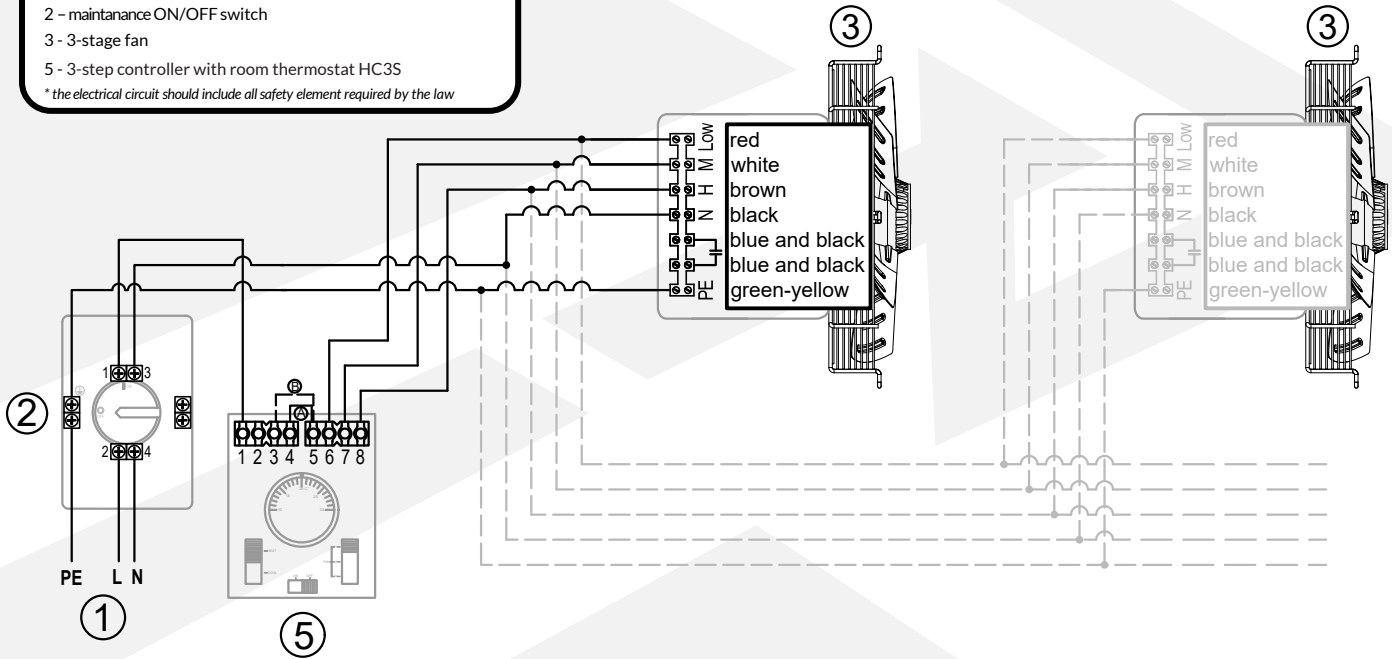 2 – maintanance ON/OFF switch
3 - 3-stage fan
5 - 3-step controller with room thermostat HC3S
* the electrical circuit should include all safety element required by the law
3
3
Low
red
M
white
H
brown
N
black
blue and black
blue and black
PE
green-yellow
Low
red
M
white
H
brown
N
black
blue and black
blue and black
PE
green-yellow
1 3
2
2 4
B
A
1 2 3 4 5 6 7 8
PE L N
1
5